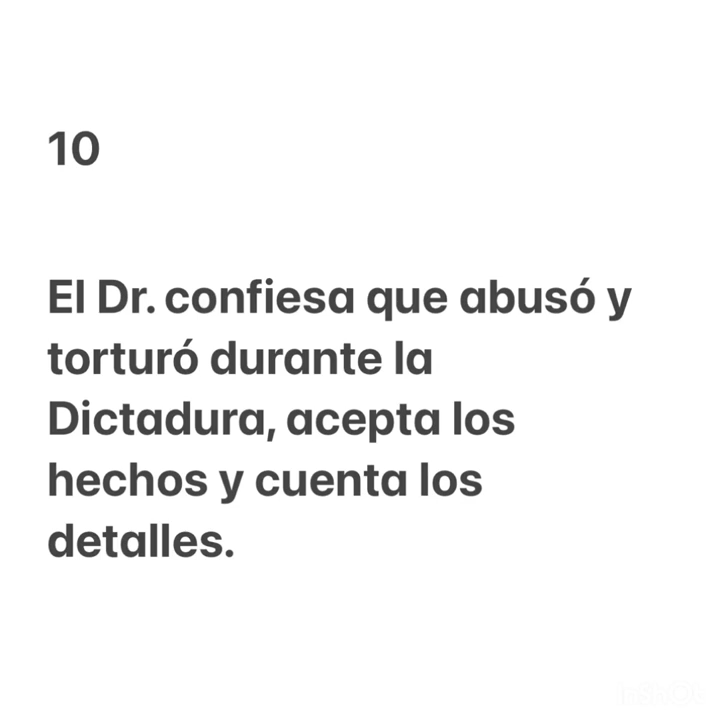 10
El Dr. confiesa que abusó y
torturó durante la
Dictadura, acepta los
hechos y cuenta los
detalles.